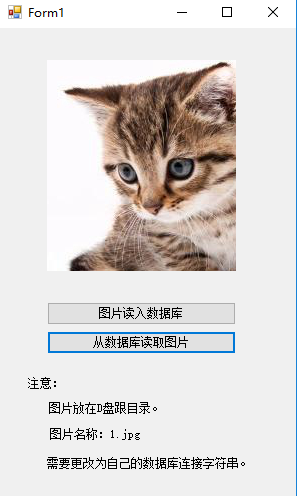 Form1
图片读入数据库
从数据库读取图片
注意：
图片放在D盘跟目录。
图片名称：1.jpg
需要更改为自己的数据库连接字符串。